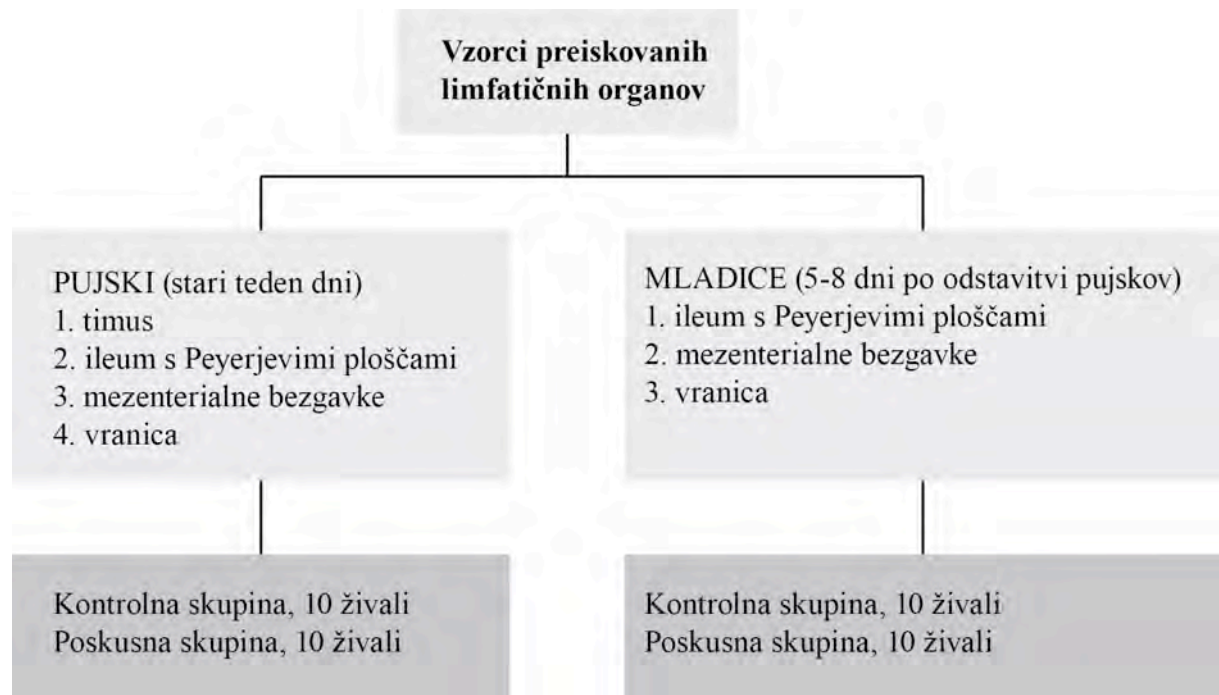 Vzorci preiskovanih
limfatičnih organov
PUJSKI (stari teden dni)
1. timus
2. ileum s Peyerjevimi ploščami
3. mezenterialne bezgavke
4. vranica
MLADICE (5-8 dni po odstavitvi pujskov)
1. ileum s Peyerjevimi ploščami
2. mezenterialne bezgavke
3. vranica
Kontrolna skupina, 10 živali
Poskusna skupina, 10 živali
Kontrolna skupina, 10 živali
Poskusna skupina, 10 živali